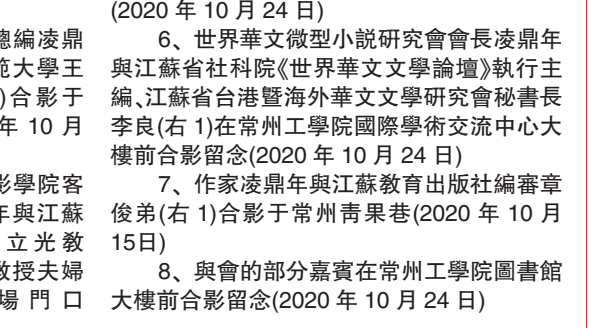 總編凌鼎
範大學王
)合影于
年 10 月
影學院客
年與江蘇
立光教
教授夫婦
場門口
(2020 年 10 月 24 日)
6、世界華文微型小説研究會會長凌鼎年
與江蘇省社科院《世界華文文學論壇》執行主
編、江蘇省台港暨海外華文文學研究會秘書長
李良(右 1)在常州工學院國際學術交流中心大
樓前合影留念(2020 年 10 月 24 日)
7、作家凌鼎年與江蘇教育出版社編審章
俊弟(右 1)合影于常州青果巷(2020 年 10 月
15日)
8、與會的部分嘉賓在常州工學院圖書館
大樓前合影留念(2020 年 10 月 24 日)